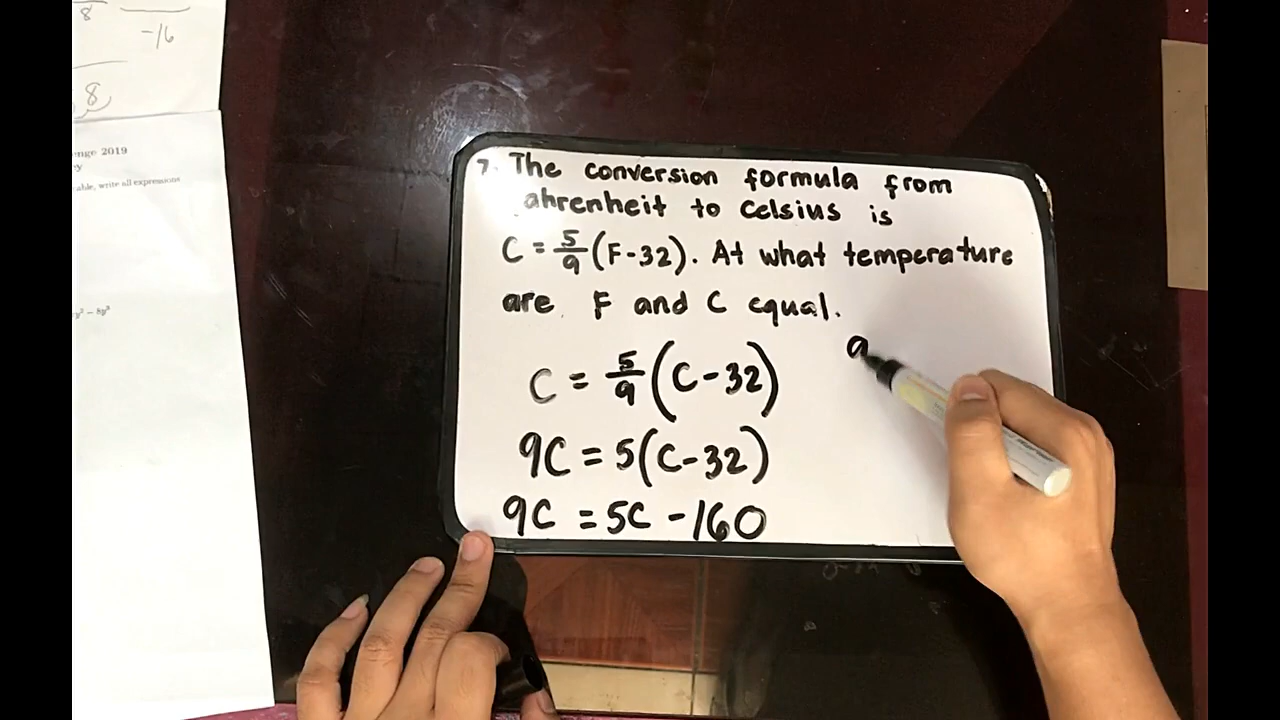 8
-16
8
enge 2019
able, write all expressions
7. The conversion formula from
ahrenheit to Celsius is
C = 5/9 (F-32). At what temperature
are F and C equal.
C = 5/9 (C-32)
9C = 5(C-32)
9C = 5C -160